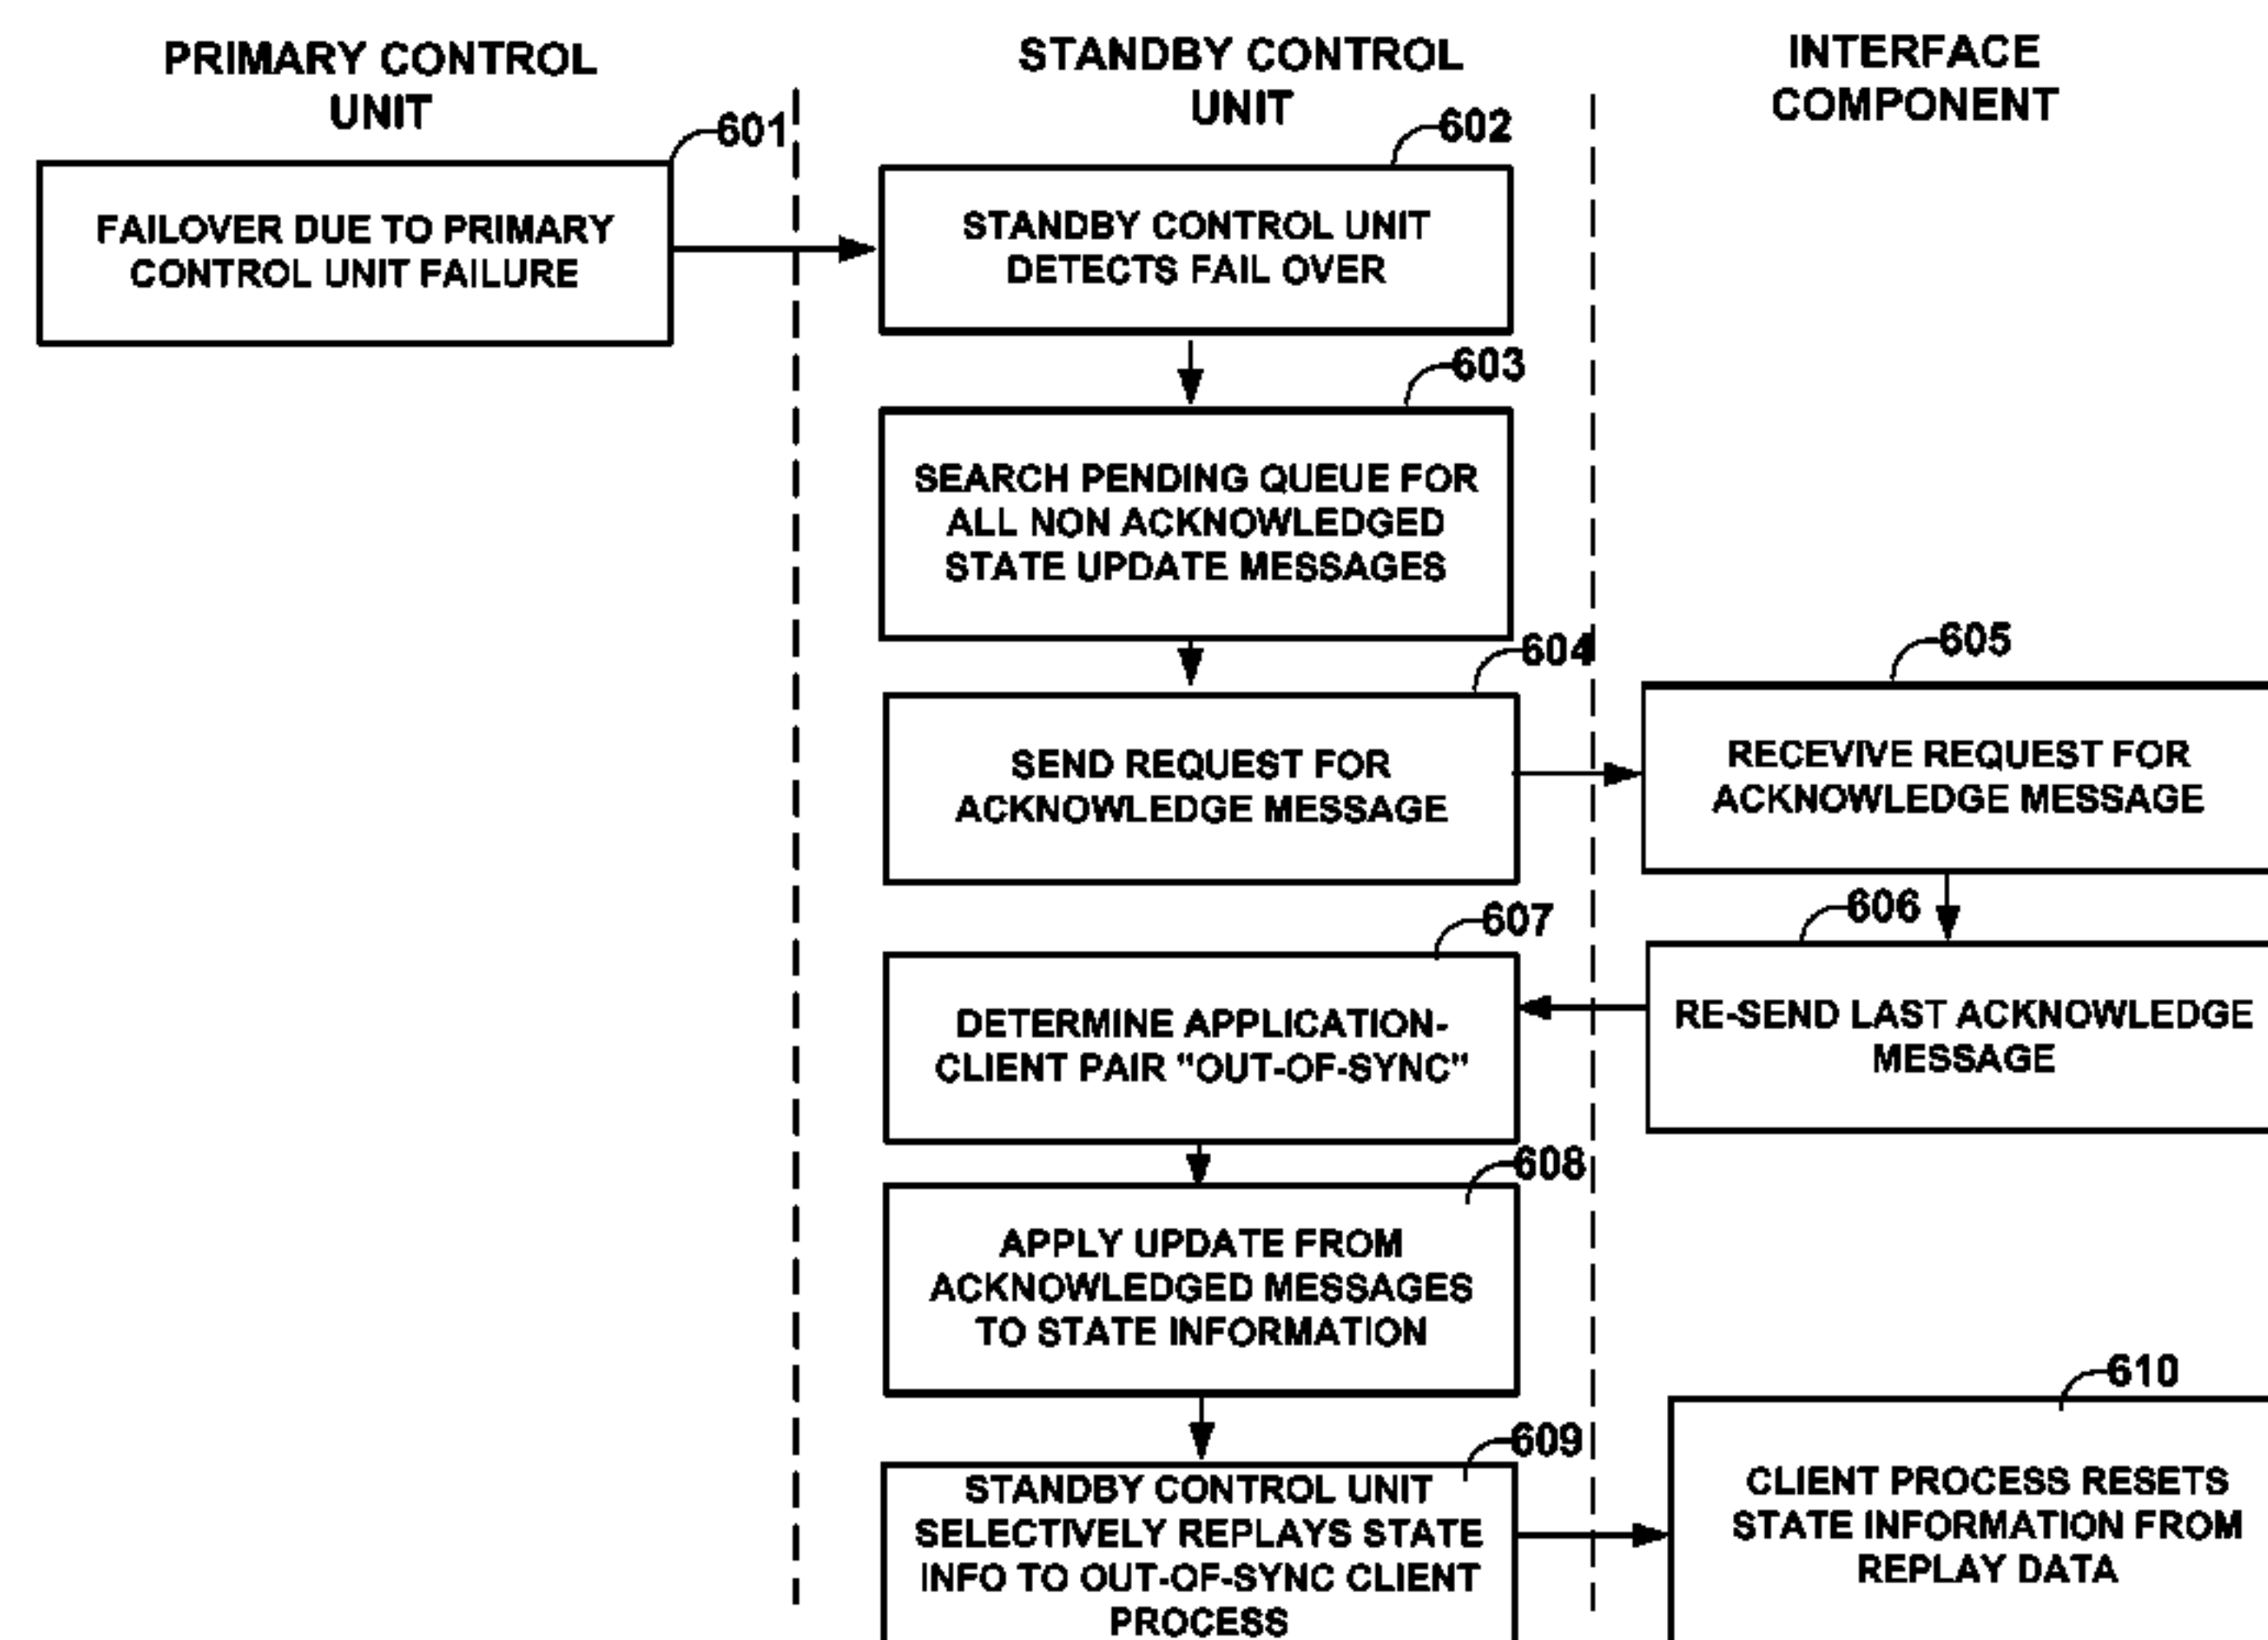 PRIMARY CONTROL
UNIT
STANDBY CONTROL
UNIT
INTERFACE
COMPONENT
601
FAILOVER DUE TO PRIMARY
CONTROL UNIT FAILURE
602
STANDBY CONTROL UNIT
DETECTS FAIL OVER
603
SEARCH PENDING QUEUE FOR
ALL NON ACKNOWLEDGED
STATE UPDATE MESSAGES
604
SEND REQUEST FOR
ACKNOWLEDGE MESSAGE
605
RECEVIVE REQUEST FOR
ACKNOWLEDGE MESSAGE
606
RE-SEND LAST ACKNOWLEDGE
MESSAGE
607
DETERMINE APPLICATION-
CLIENT PAIR "OUT-OF-SYNC"
608
APPLY UPDATE FROM
ACKNOWLEDGED MESSAGES
TO STATE INFORMATION
609
STANDBY CONTROL UNIT
SELECTIVELY REPLAYS STATE
INFO TO OUT-OF-SYNC CLIENT
PROCESS
610
CLIENT PROCESS RESETS
STATE INFORMATION FROM
REPLAY DATA